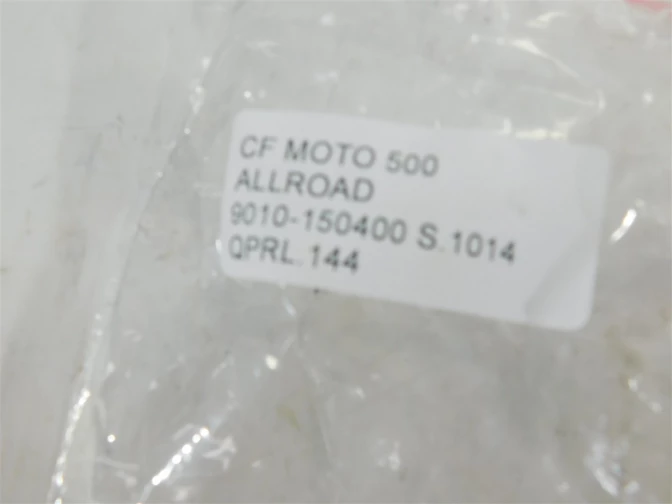 CF MOTO 500
ALLROAD
9010-150400 S.1014
QPRL.144